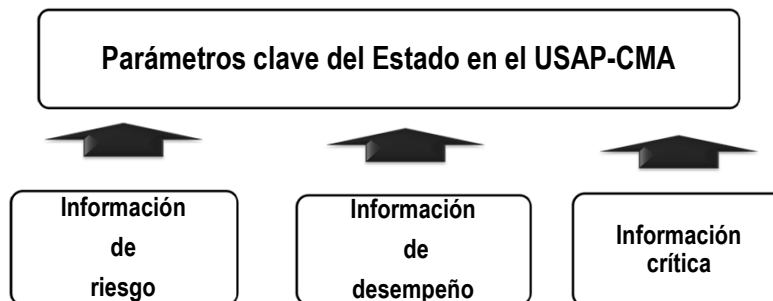 Parámetros clave del Estado en el USAP-CMA
Información
de
riesgo
Información
de
desempeño
Información
crítica